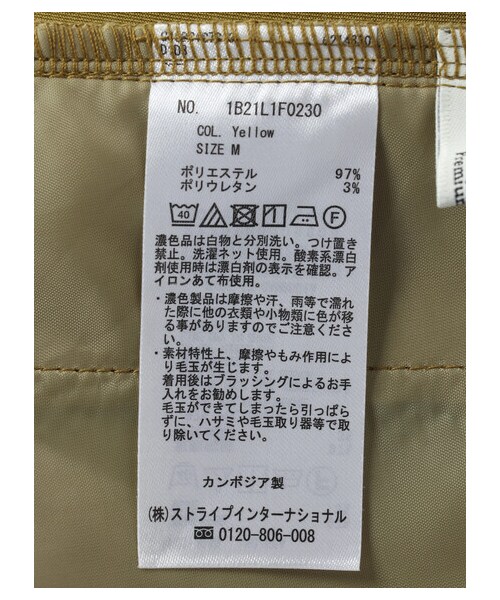 NO. 1B21L1F0230
COL. Yellow
SIZE M
ポリエステル 97%
ポリウレタン 3%
40
F
濃色品は白物と分別洗い。つけ置き
禁止。洗濯ネット使用。酸素系漂白
剤使用時は漂白剤の表示を確認。ア
イロンあて布使用。
・濃色製品は摩擦や汗、雨等で濡れ
た際に他の衣類や小物類に色が移
る事がありますのでご注意くださ
い。
・素材特性上、摩擦やもみ作用によ
り毛玉が生じます。
着用後はブラッシングによるお手
入れをお勧めします。
毛玉ができてしまったら引っぱら
ずに、ハサミや毛玉取り器等で取
り除いてください。
カンボジア製
(株)ストライプインターナショナル
0120-806-008
Premium